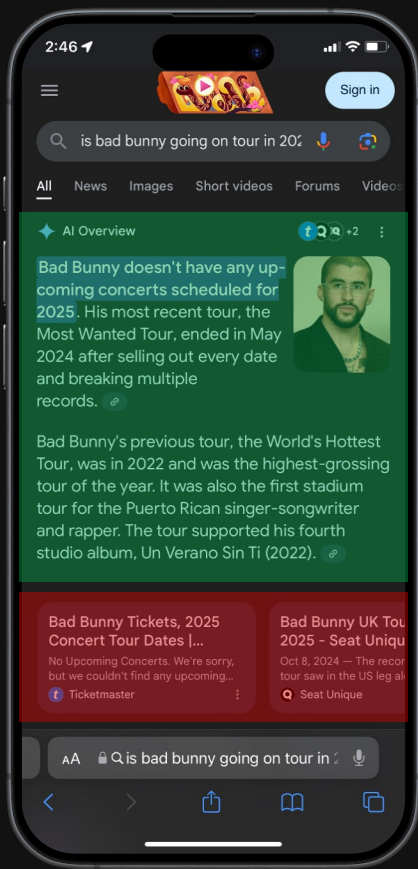 2:46
Sign in
is bad bunny going on tour in 202
All News Images Short videos Forums Videos
AI Overview
+2
Bad Bunny doesn't have any up-
coming concerts scheduled for
2025. His most recent tour, the
Most Wanted Tour, ended in May
2024 after selling out every date
and breaking multiple
records.
Bad Bunny's previous tour, the World's Hottest
Tour, was in 2022 and was the highest-grossing
tour of the year. It was also the first stadium
tour for the Puerto Rican singer-songwriter
and rapper. The tour supported his fourth
studio album, Un Verano Sin Ti (2022).
Bad Bunny Tickets, 2025
Concert Tour Dates |...
No Upcoming Concerts. We're sorry,
but we couldn't find any upcoming...
Ticketmaster
Bad Bunny UK Tou
2025 - Seat Uniqu
Oct 8, 2024 — The recor
tour saw in the US leg al
Seat Unique
AA is bad bunny going on tour in 2